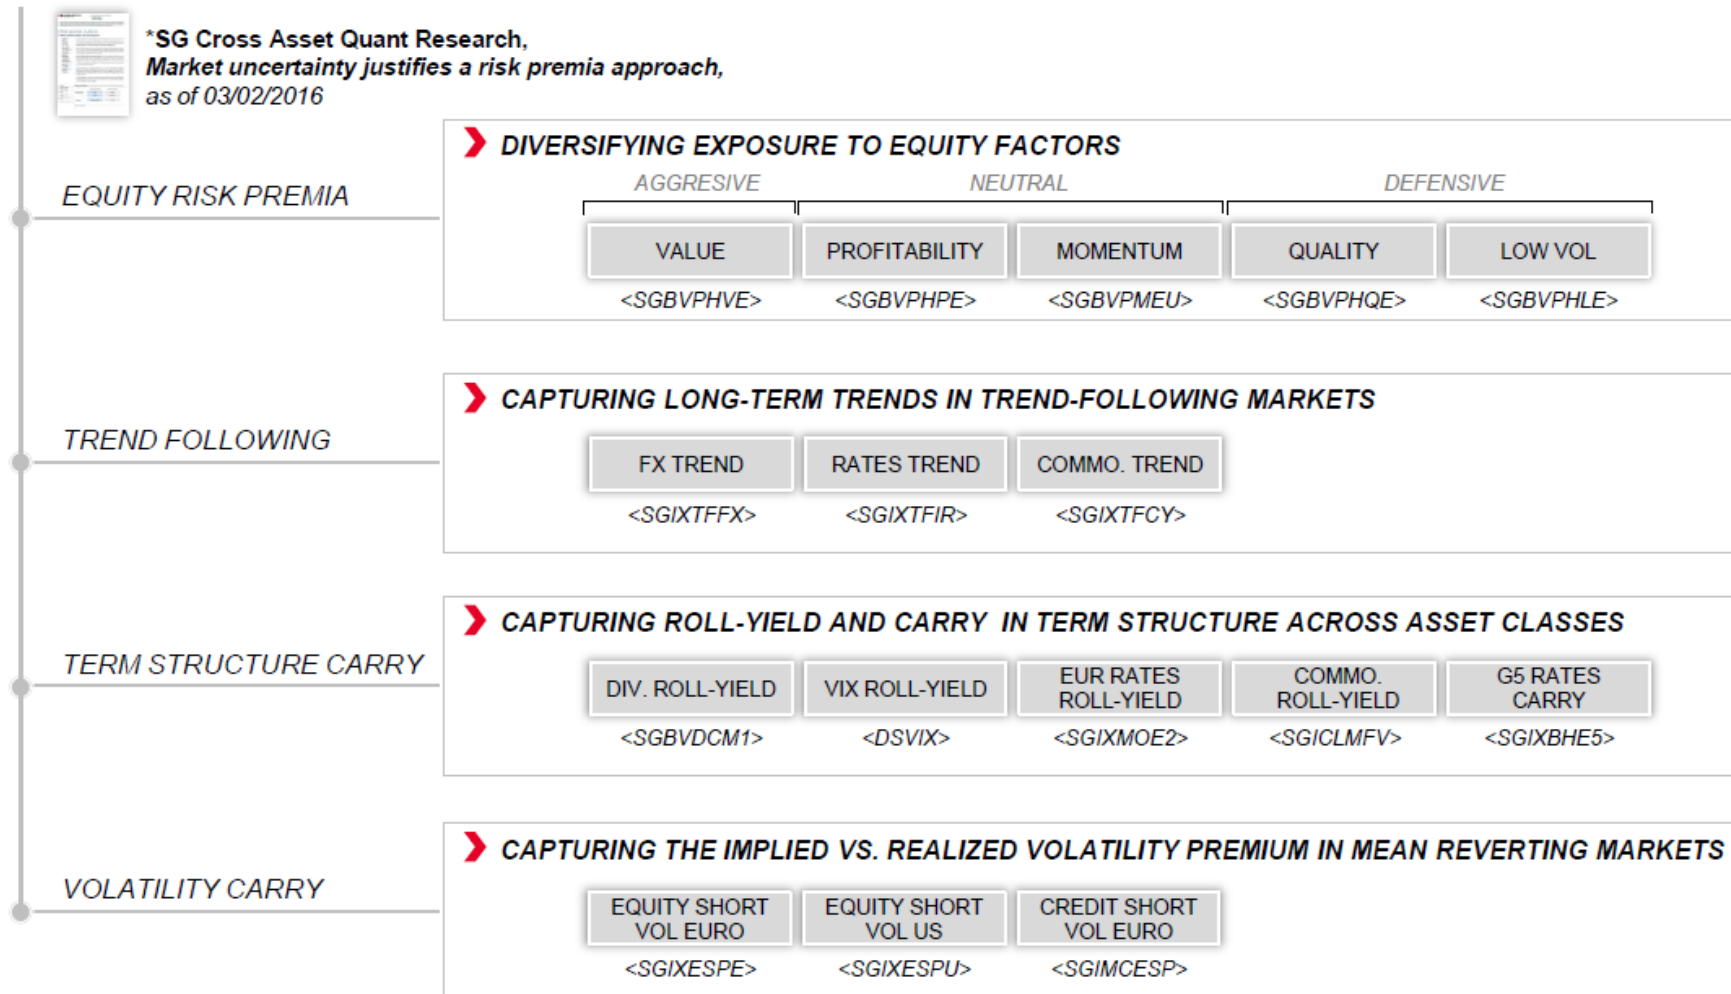 *SG Cross Asset Quant Research,
Market uncertainty justifies a risk premia approach,
as of 03/02/2016
EQUITY RISK PREMIA
DIVERSIFYING EXPOSURE TO EQUITY FACTORS
AGGRESIVE NEUTRAL DEFENSIVE
VALUE PROFITABILITY MOMENTUM QUALITY LOW VOL
<SGBVPHVE> <SGBVPHPE> <SGBVPMEU> <SGBVPHQE> <SGBVPHLE>
TREND FOLLOWING
CAPTURING LONG-TERM TRENDS IN TREND-FOLLOWING MARKETS
FX TREND RATES TREND COMMO. TREND
<SGIXTFFX> <SGIXTFIR> <SGIXTFCY>
TERM STRUCTURE CARRY
CAPTURING ROLL-YIELD AND CARRY IN TERM STRUCTURE ACROSS ASSET CLASSES
DIV. ROLL-YIELD
VIX ROLL-YIELD
EUR RATES
ROLL-YIELD
COMMO.
ROLL-YIELD
G5 RATES
CARRY
<SGBVDCM1> <DSVIX> <SGIXMOE2> <SGICLMFV> <SGIXBHE5>
VOLATILITY CARRY
CAPTURING THE IMPLIED VS. REALIZED VOLATILITY PREMIUM IN MEAN REVERTING MARKETS
EQUITY SHORT
VOL EURO
EQUITY SHORT
VOL US
CREDIT SHORT
VOL EURO
<SGIXESPE> <SGIXESPU> <SGIMCESP>